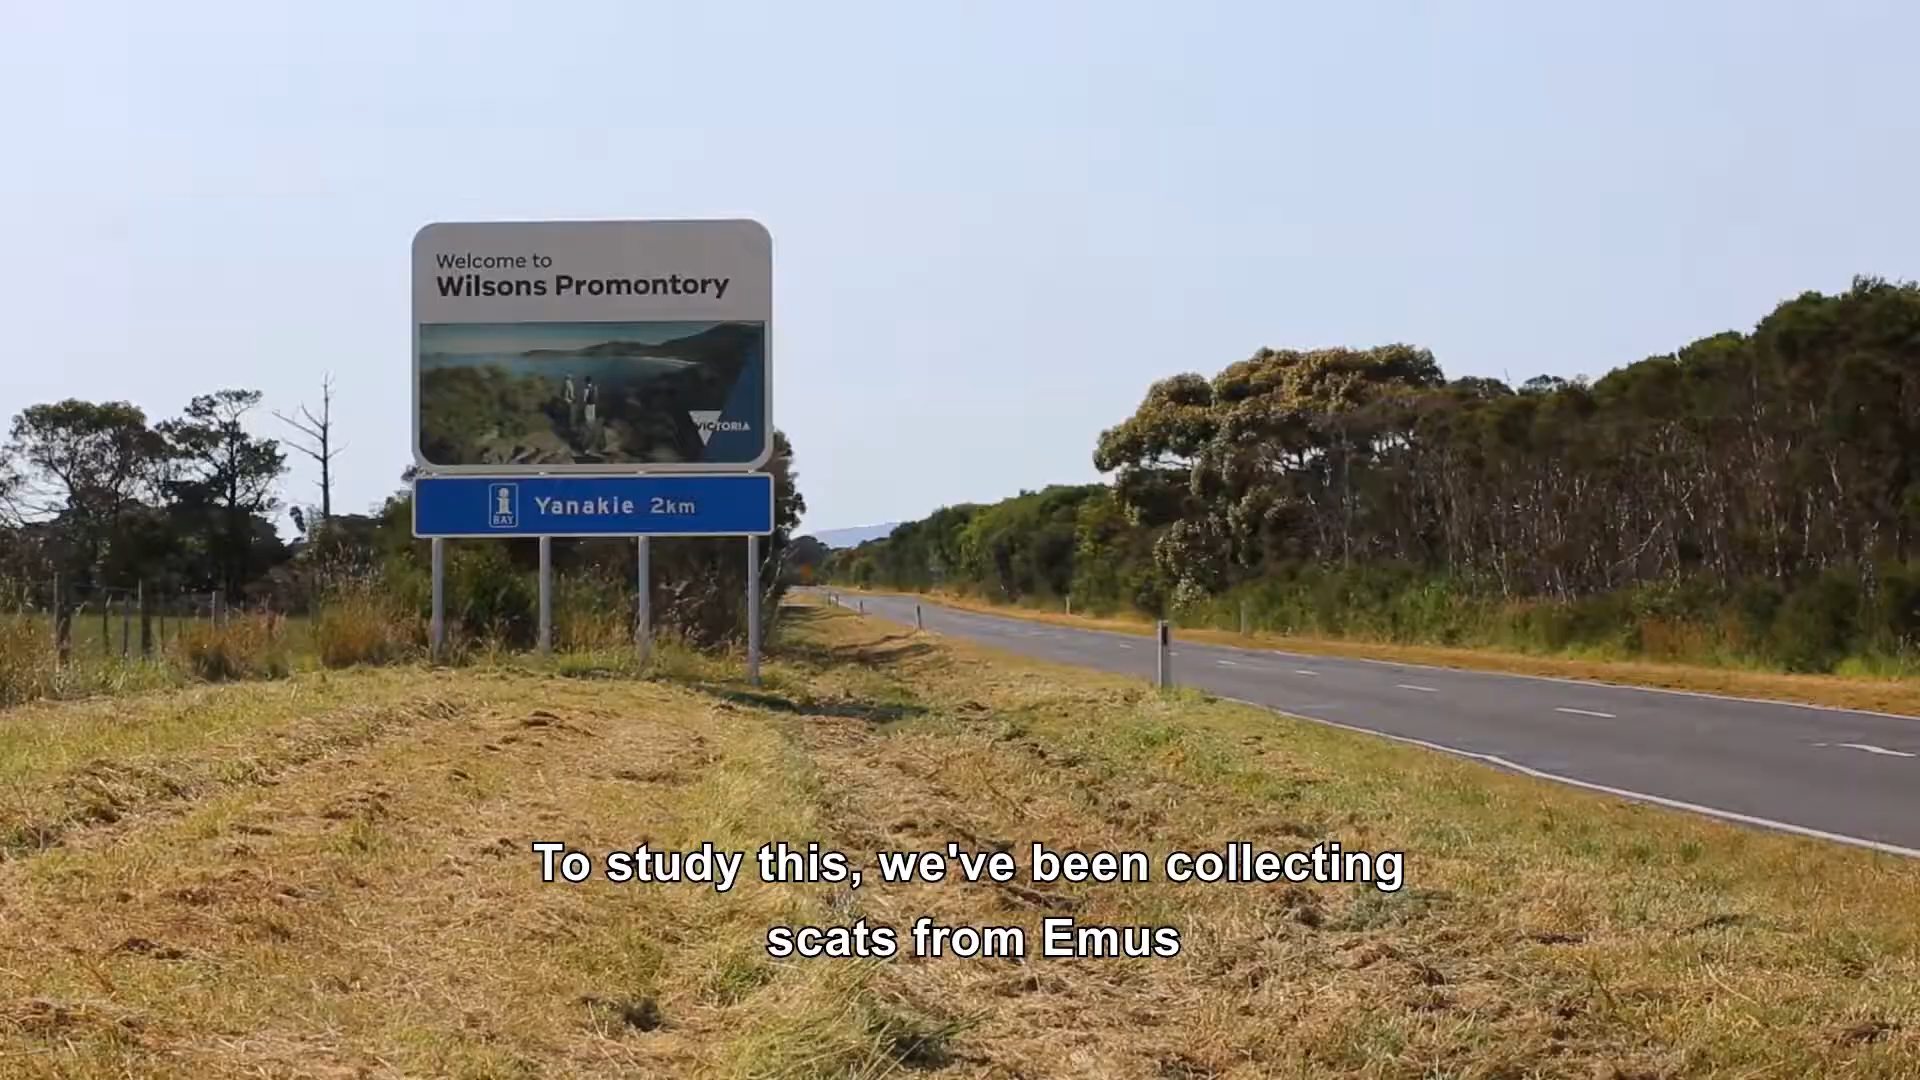 Welcome to
Wilsons Promontory
VICTORIA
i
BAY
Yanakie 2km
To study this, we've been collecting
scats from Emus